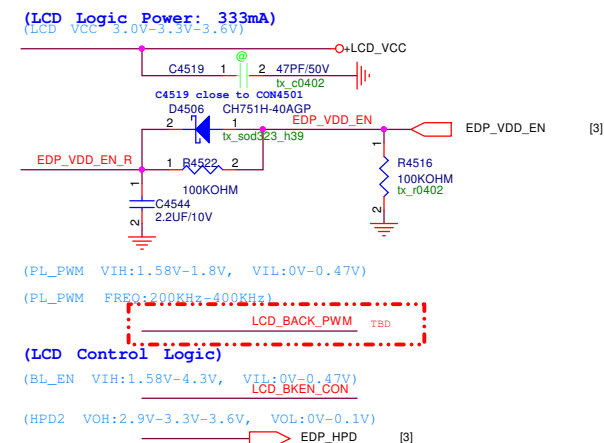 (LCD Logic Power: 333mA)
(LCD VCC 3.0V-3.3V-3.6V)
+LCD_VCC
@
C4519 1 2 47PF/50V
tx_c0402
C4519 close to CON4501
D4506 CH751H-40AGP
2 1 EDP_VDD_EN
tx_sod323_h39
EDP_VDD_EN [3]
EDP_VDD_EN_R 1 R4522 2
100KOHM
1 R4516
100KOHM
tx_r0402
2
1 C4544
2.2UF/10V
2
(PL_PWM VIH:1.58V-1.8V, VIL:0V-0.47V)
(PL_PWM FREQ:200KHz-400KHz)
LCD_BACK_PWM TBD
(LCD Control Logic)
(BL_EN VIH:1.58V-4.3V, VIL:0V-0.47V)
LCD_BKEN_CON
(HPD2 VOH:2.9V-3.3V-3.6V, VOL:0V-0.1V)
EDP_HPD [3]